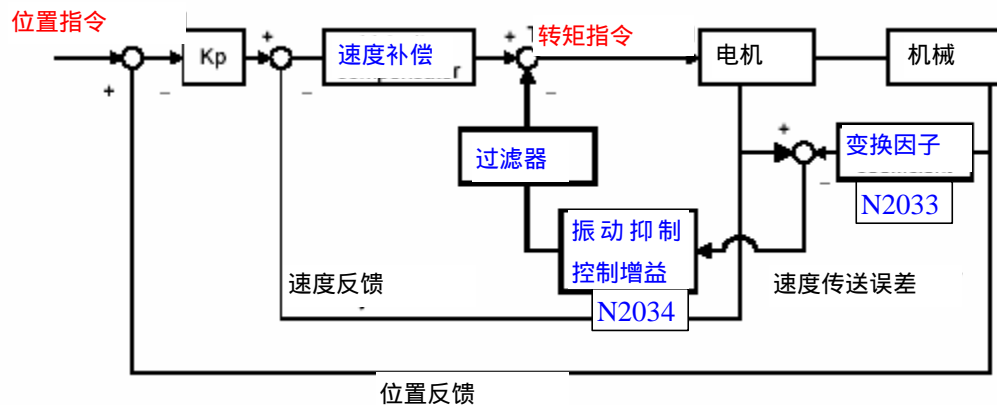 位置指令
Kp
速度补偿
转矩指令
电机
机械
过滤器
变换因子
N2033
振动抑制
控制增益
N2034
速度反馈
速度传送误差
位置反馈